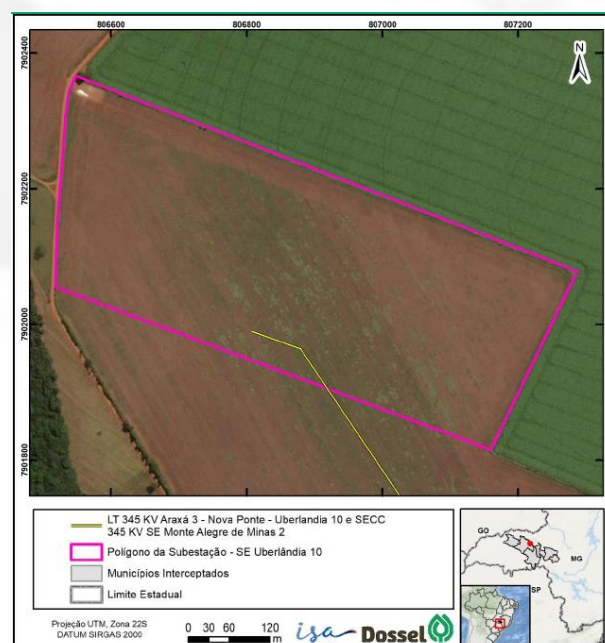 806600 806800 807000 807200
7902400
N
7902200
7902000
7901800
LT 345 KV Araxá 3 - Nova Ponte - Uberlandia 10 e SECC
345 KV SE Monte Alegre de Minas 2
Polígono da Subestação - SE Uberlândia 10
Municípios Interceptados
Limite Estadual
GO
MG
SP
Projeção UTM, Zona 22S
DATUM SIRGAS 2000
0 30 60 120
m
isa
Dossel